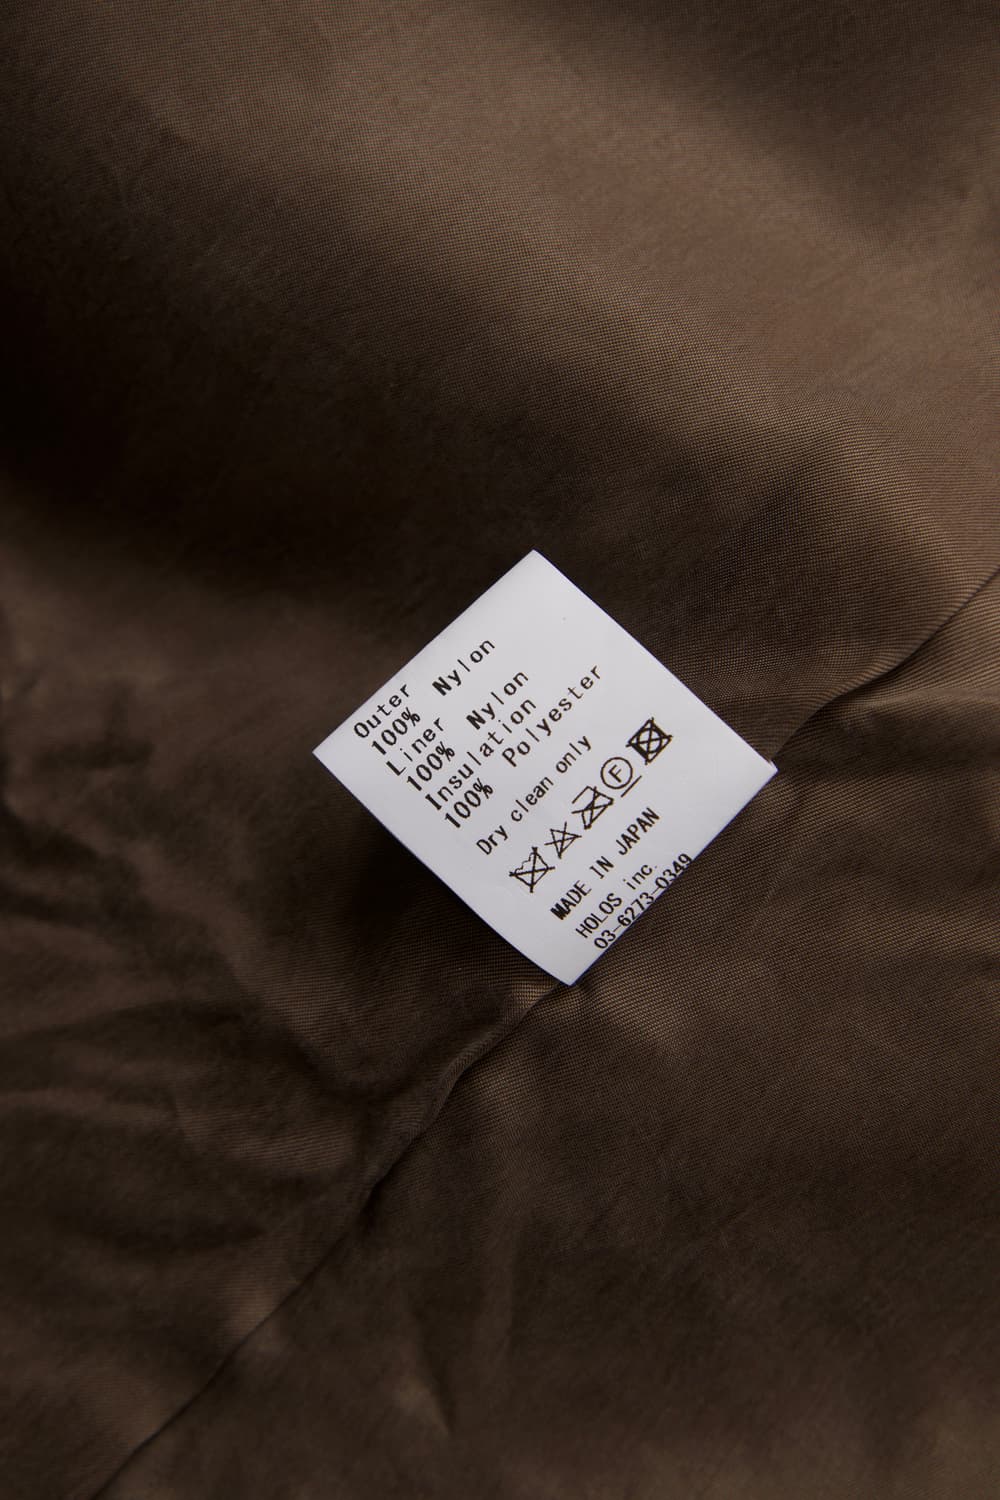 Outer
100% Nylon
Liner
100% Nylon
Insulation
100% Polyester
Dry clean only
F
MADE IN JAPAN
HOLOS inc.
03-6273-0349